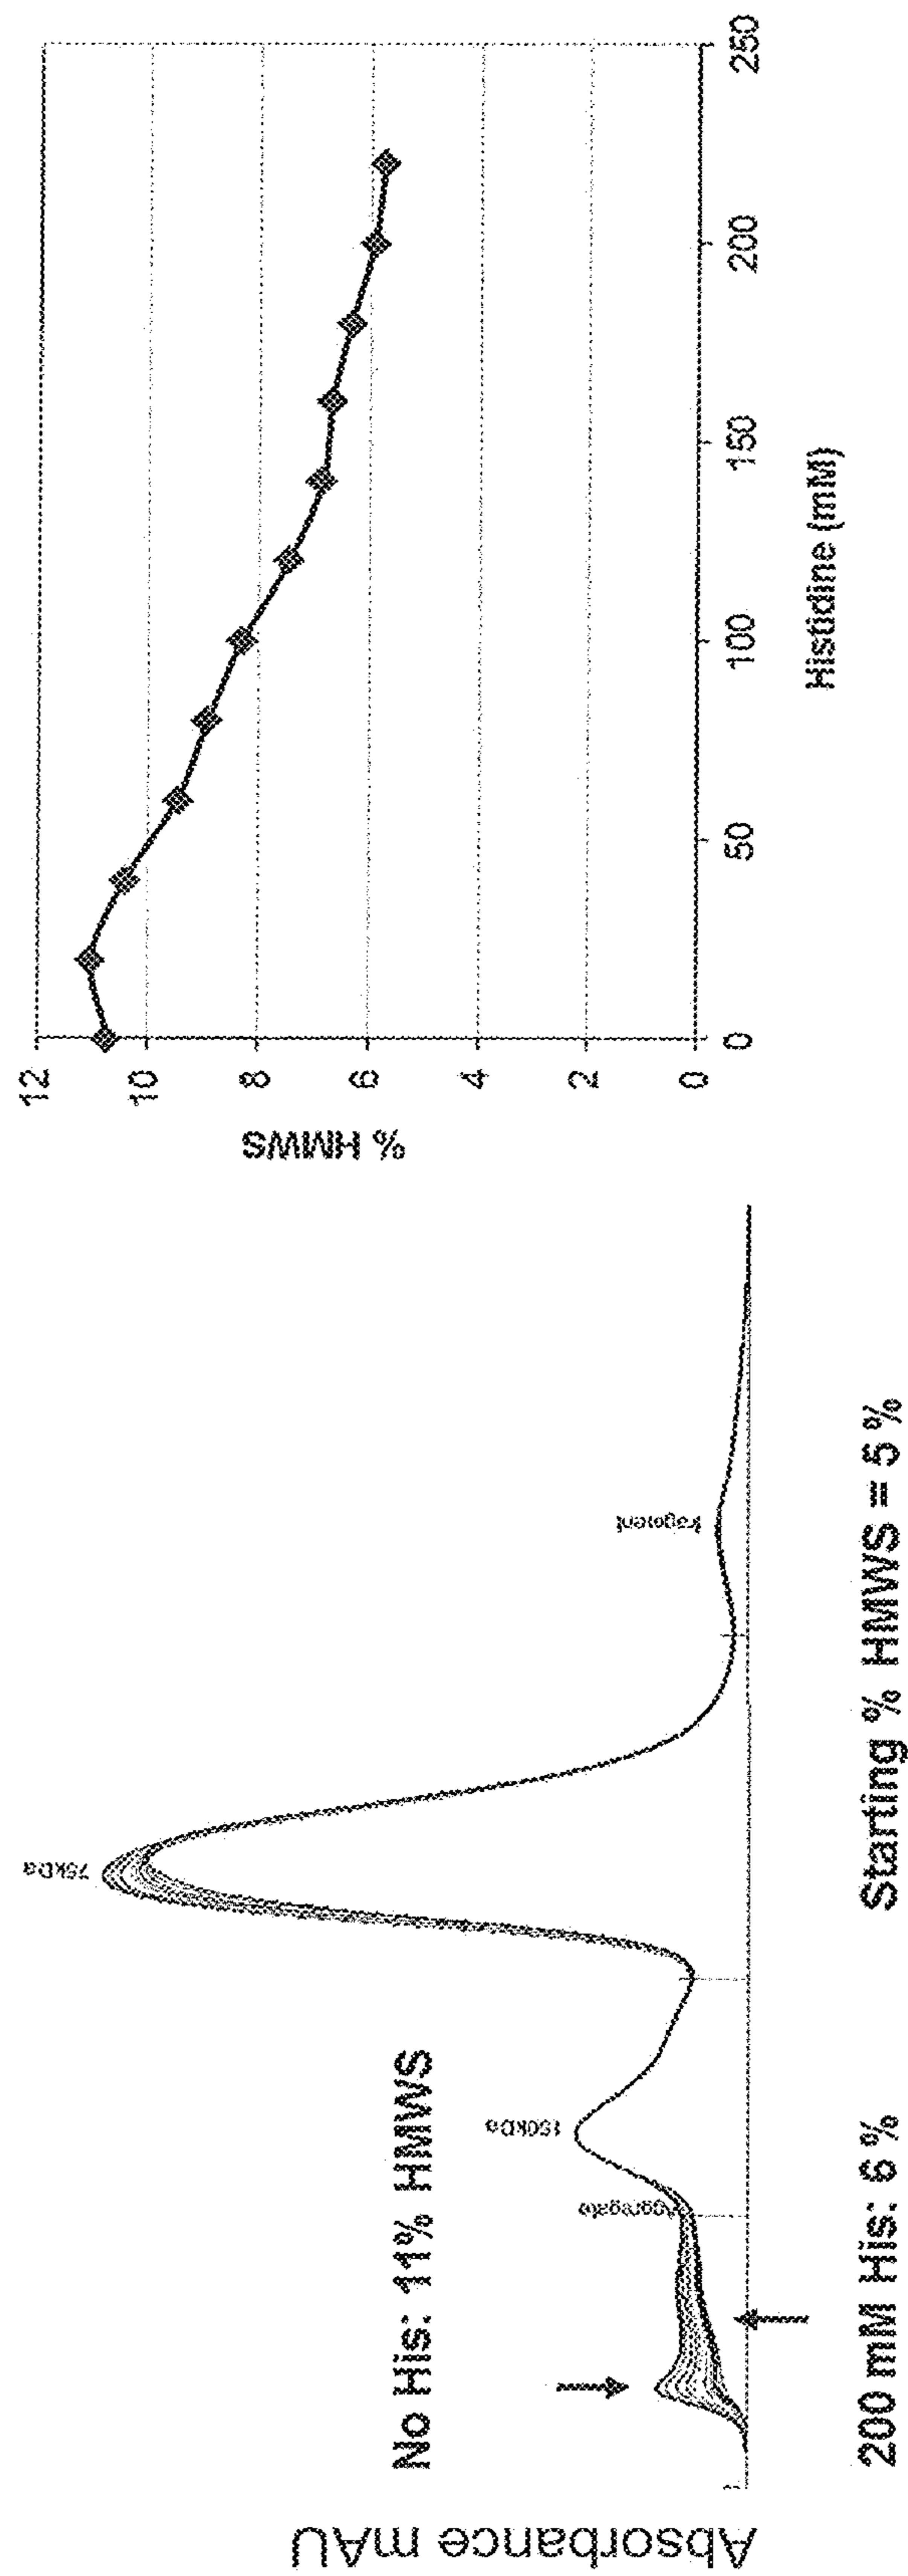 Absorbance mAU
No His: 11% HMWS
200 mM His: 6 %
Starting % HMWS = 5 %
Aggregate
150kDa
75kDa
fragment
% HMWS
12
10
8
6
4
2
0
0
50
100
150
200
250
Histidine (mM)